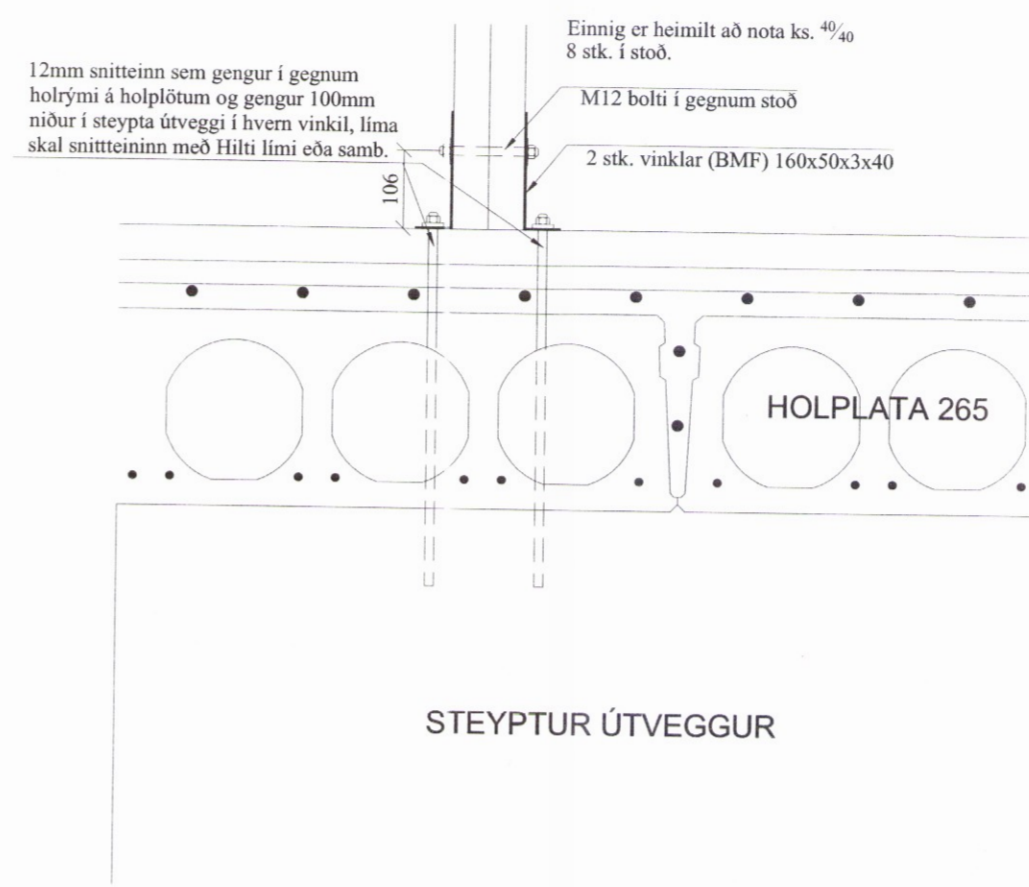 Einnig er heimilt að nota ks. 40/40
8 stk. í stoð.
12mm snitteinn sem gengur í gegnum
holrými á holplötum og gengur 100mm
niður í steypta útveggi í hvern vinkil, líma
skal snittteininn með Hilti lími eða samb.
M12 bolti í gegnum stoð
2 stk. vinklar (BMF) 160x50x3x40
106
HOLPLATA 265
STEYPTUR ÚTVEGGUR